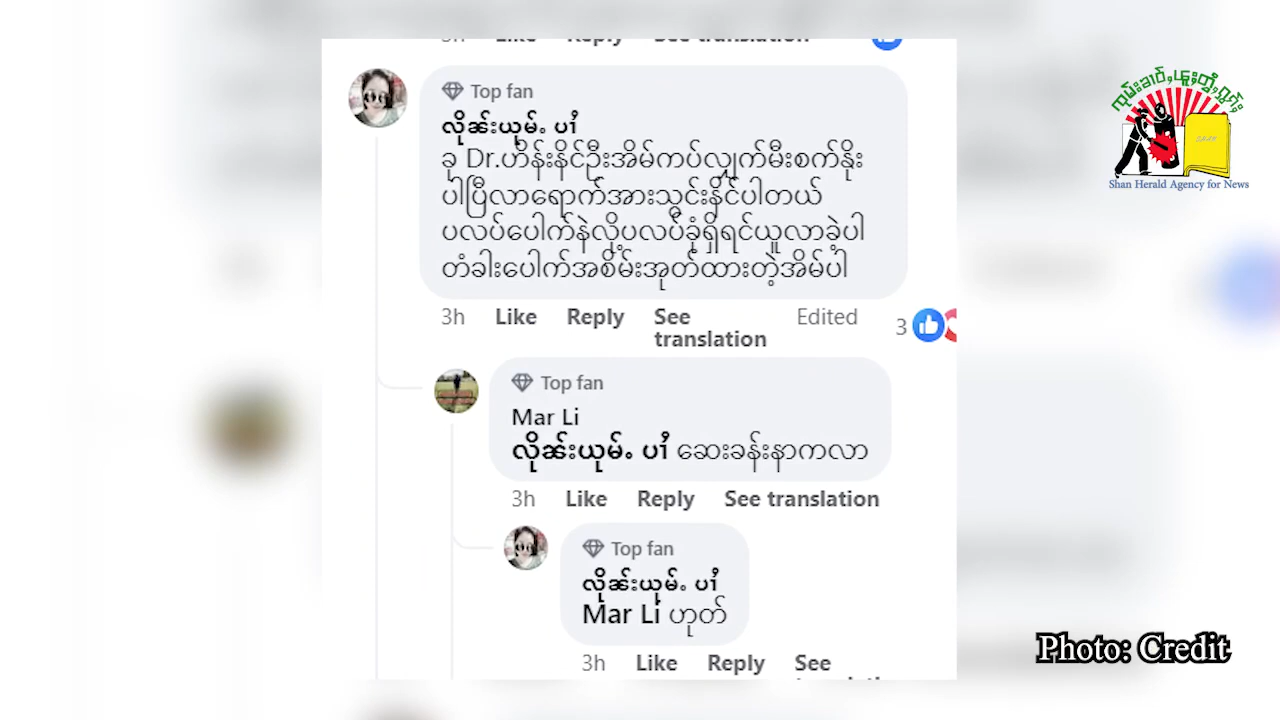 Top fan
လိူၼ်းယုမ်ႉ ပၢႆ
ခု Dr.ဟိန်းနိုင်ဦးအိမ်ကပ်လျှက်မီးစက်နိုး
ပါပြီလာရောက်အားသွင်းနိုင်ပါတယ်
ပလပ်ပေါက်နဲလို့ပလပ်ခုံရှိရင်ယူလာခဲ့ပါ
တံခါးပေါက်အစိမ်းအုတ်ထားတဲ့အိမ်ပါ
3h Like Reply See translation Edited 3
Top fan
Mar Li
လိူၼ်းယုမ်ႉ ပၢႆ ဆေးခန်းနာကလာ
3h Like Reply See translation
Top fan
လိူၼ်းယုမ်ႉ ပၢႆ
Mar Li ဟုတ်
3h Like Reply See
Shan Herald Agency for News
Photo: Credit